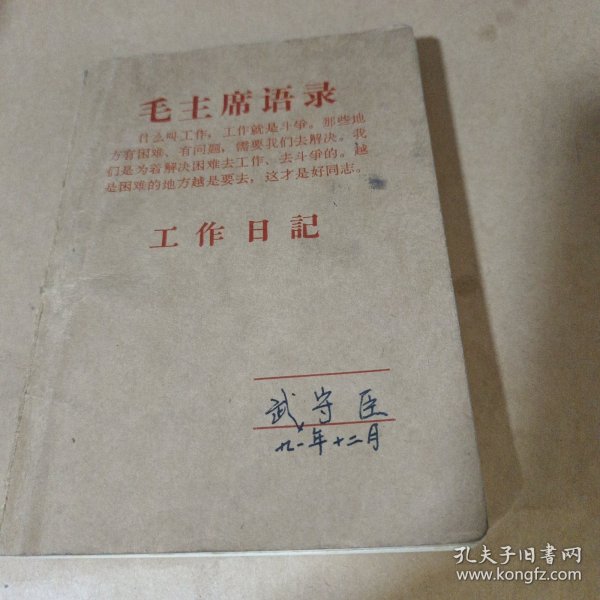 毛主席语录
什么叫工作，工作就是斗争。那些地
方有困难、有问题，需要我们去解决。我
们是为着解决困难去工作、去斗争的。越
是困难的地方越是要去，这才是好同志。
工作日記
武守臣
九一年十二月
孔夫子旧書网
www.kongfz.com